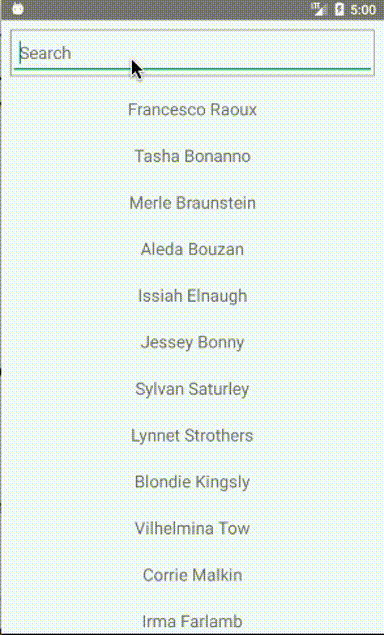 LTE 5:00
Search
Francesco Raoux
Tasha Bonanno
Merle Braunstein
Aleda Bouzan
Issiah Elnaugh
Jessey Bonny
Sylvan Saturley
Lynnet Strothers
Blondie Kingsly
Vilhelmina Tow
Corrie Malkin
Irma Farlamb